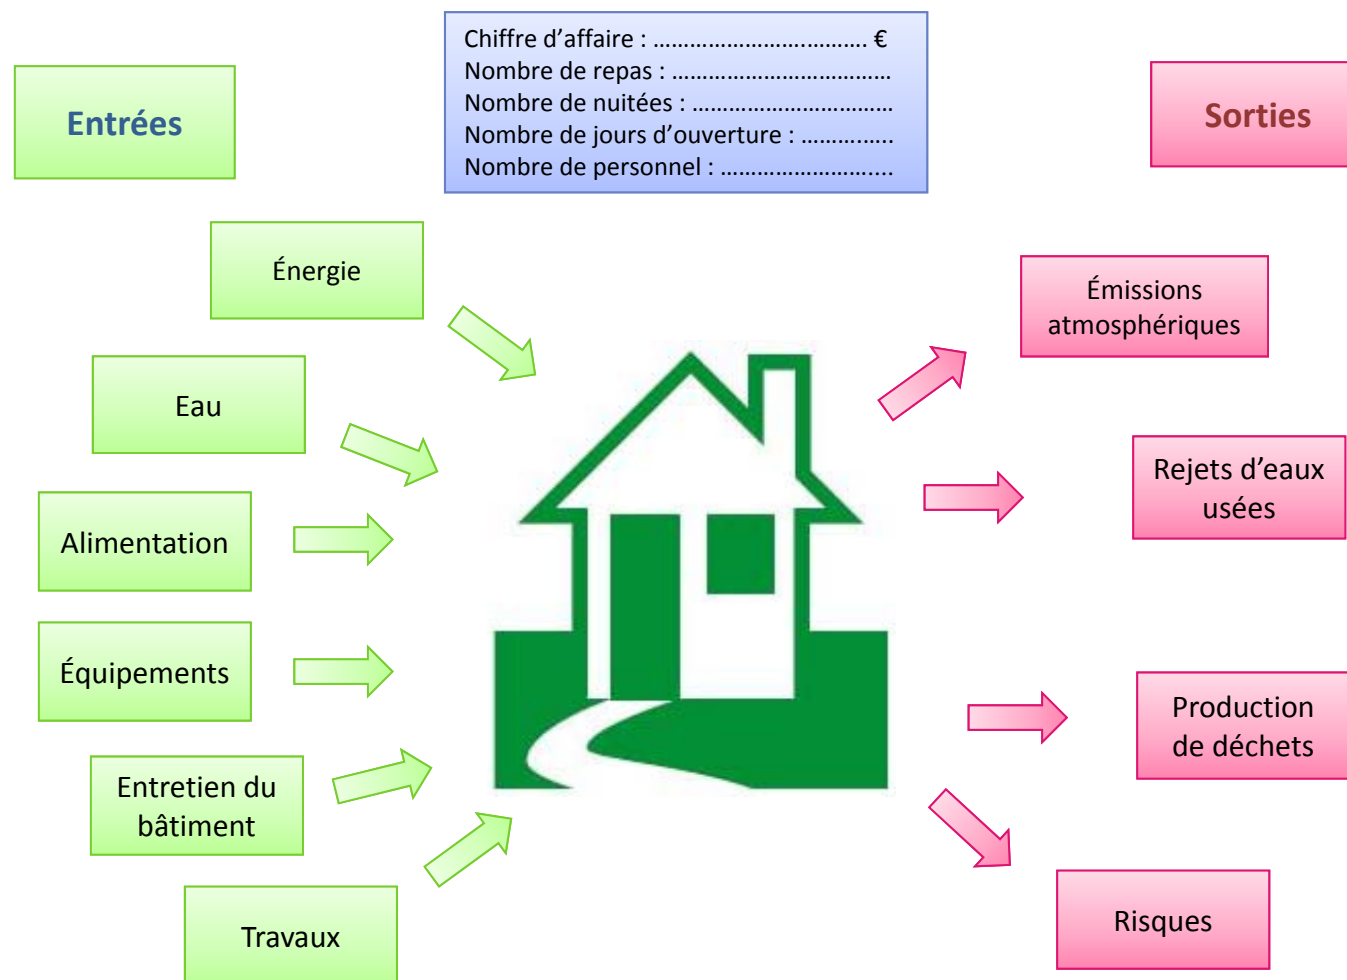 Chiffre d’affaire : …………………….………. €
Nombre de repas : ……………………………
Nombre de nuitées : ………………………….
Nombre de jours d’ouverture : ……….…..
Nombre de personnel : ……………………....
Entrées
Sorties
Énergie
Eau
Alimentation
Équipements
Entretien du
bâtiment
Travaux
Émissions
atmosphériques
Rejets d’eaux
usées
Production
de déchets
Risques